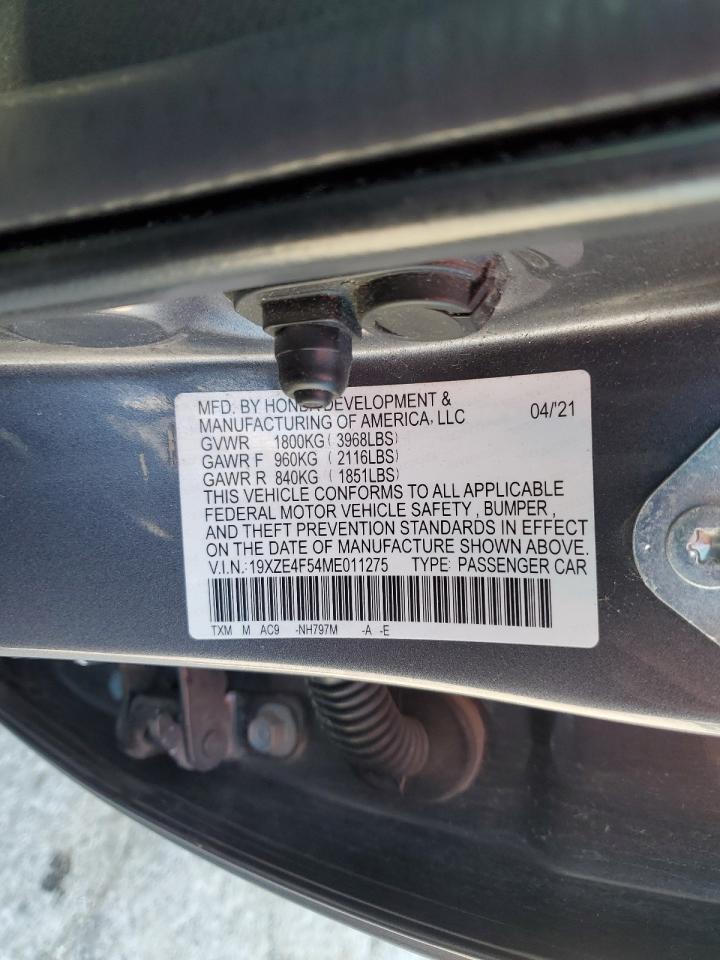 MFD. BY HONDA DEVELOPMENT &
MANUFACTURING OF AMERICA, LLC 04/'21
GVWR 1800KG ( 3968LBS)
GAWR F 960KG ( 2116LBS)
GAWR R 840KG ( 1851LBS)
THIS VEHICLE CONFORMS TO ALL APPLICABLE
FEDERAL MOTOR VEHICLE SAFETY , BUMPER ,
AND THEFT PREVENTION STANDARDS IN EFFECT
ON THE DATE OF MANUFACTURE SHOWN ABOVE.
V.I.N.:19XZE4F54ME011275 TYPE: PASSENGER CAR
TXM M AC9 -NH797M -A -E